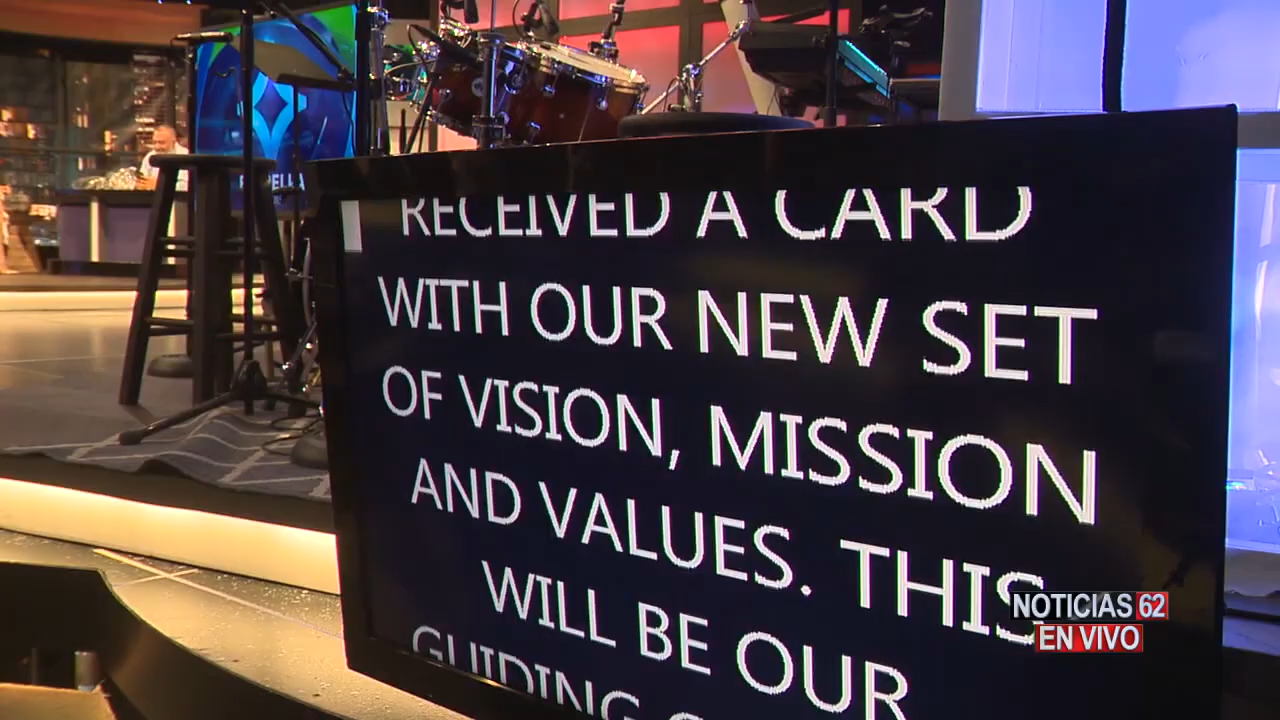 RECEIVED A CARD
WITH OUR NEW SET
OF VISION, MISSION
AND VALUES. THIS
WILL BE OUR
GUIDING
NOTICIAS 62
EN VIVO